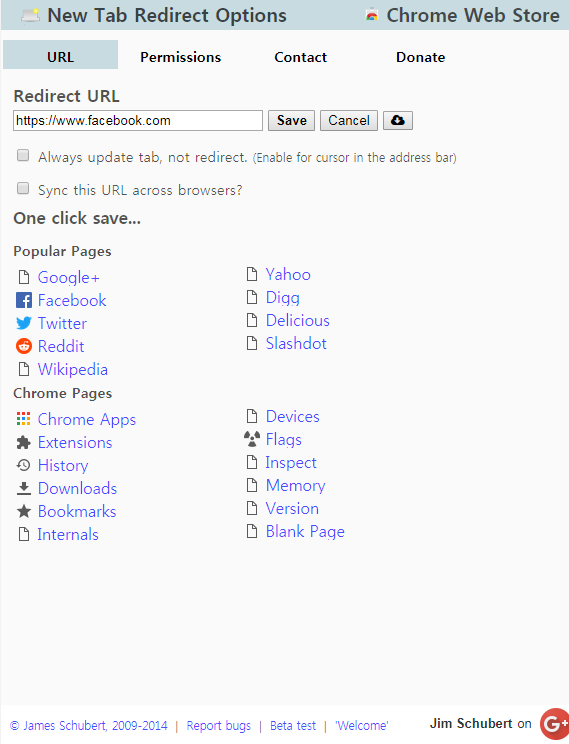 New Tab Redirect Options Chrome Web Store
URL Permissions Contact Donate
Redirect URL
https://www.facebook.com Save Cancel
Always update tab, not redirect. (Enable for cursor in the address bar)
Sync this URL across browsers?
One click save...
Popular Pages
Google+
Facebook
Twitter
Reddit
Wikipedia
Yahoo
Digg
Delicious
Slashdot
Chrome Pages
Chrome Apps
Extensions
History
Downloads
Bookmarks
Internals
Devices
Flags
Inspect
Memory
Version
Blank Page
© James Schubert, 2009-2014 | Report bugs | Beta test | 'Welcome' Jim Schubert on G+